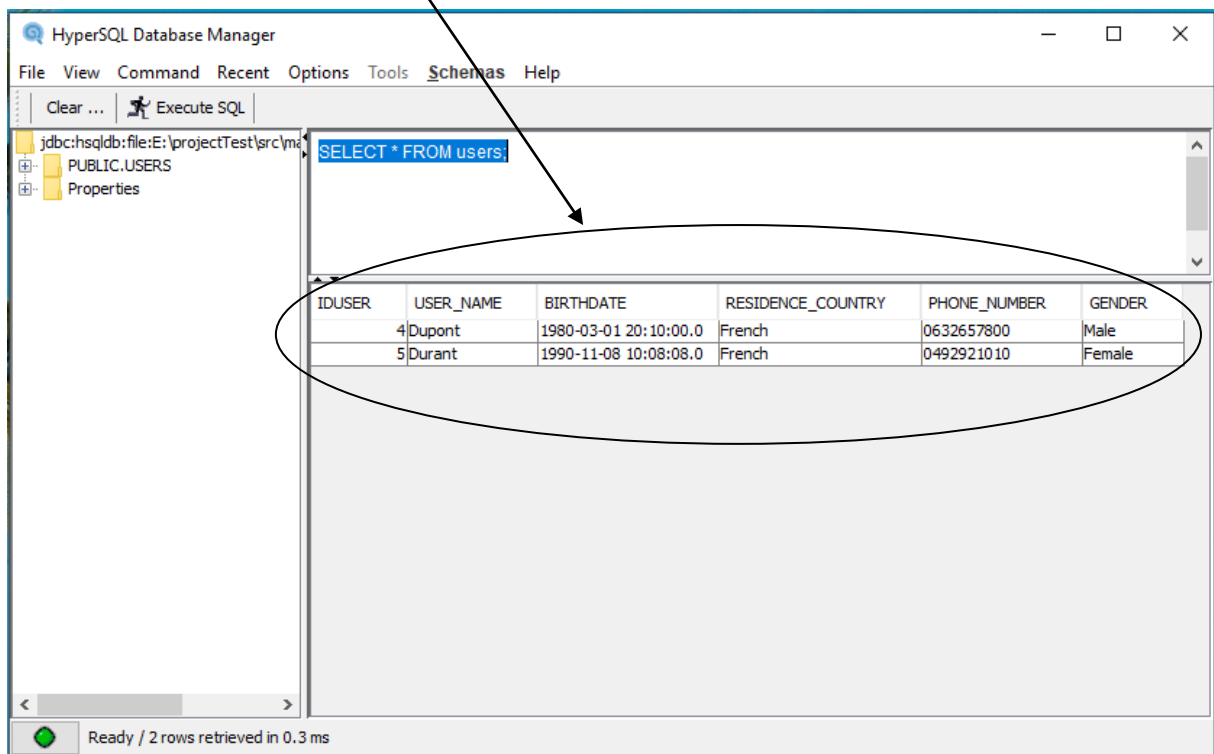 HyperSQL Database Manager
File View Command Recent Options Tools Schemas Help
Clear ... Execute SQL
jdbc:hsqldb:file:E:\projectTest\src\
PUBLIC.USERS
Properties
SELECT * FROM users;
IDUSER USER_NAME BIRTHDATE RESIDENCE_COUNTRY PHONE_NUMBER GENDER
4 Dupont 1980-03-01 20:10:00.0 French 0632657800 Male
5 Durant 1990-11-08 10:08:08.0 French 0492921010 Female
Ready / 2 rows retrieved in 0.3 ms